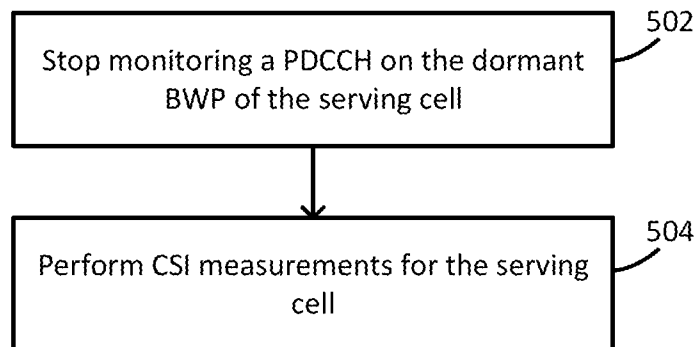 502
Stop monitoring a PDCCH on the dormant
BWP of the serving cell
504
Perform CSI measurements for the serving
cell